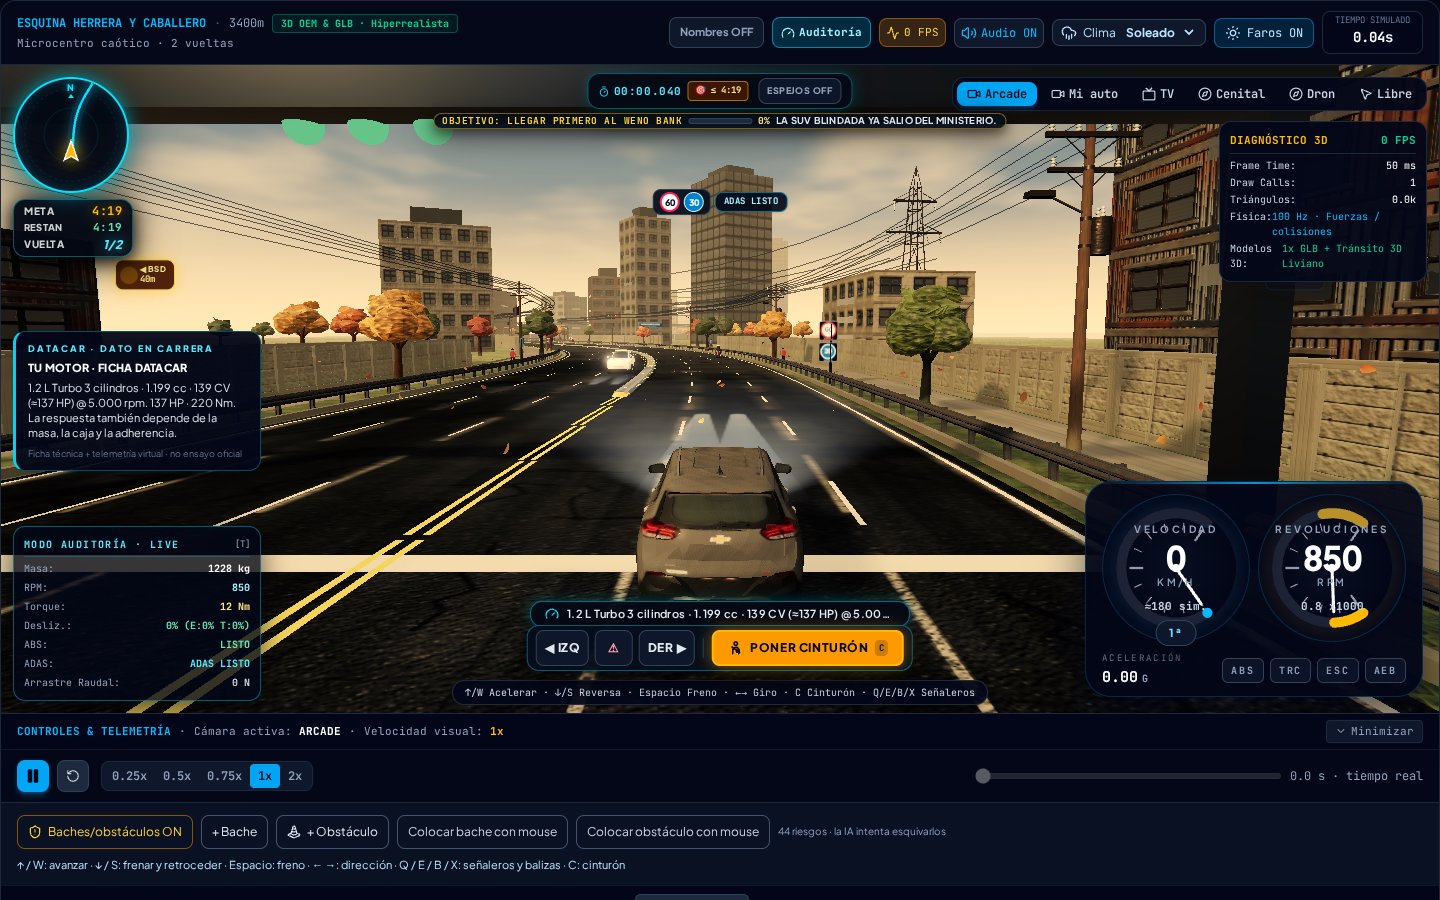 ESQUINA HERRERA Y CABALLERO · 3400m 3D OEM & GLB · Hiperrealista
Microcentro caótico · 2 vueltas
Nombres OFF
Auditoría
0 FPS
Audio ON
Clima Soleado
Faros ON
TIEMPO SIMULADO
0.04s
N
00:00.040
≤ 4:19
ESPEJOS OFF
Arcade
Mi auto
TV
Cenital
Dron
Libre
OBJETIVO: LLEGAR PRIMERO AL WENO BANK 0% LA SUV BLINDADA YA SALIO DEL MINISTERIO.
META 4:19
RESTAN 4:19
VUELTA 1/2
◀ BSD
40m
60 30 ADAS LISTO
DIAGNÓSTICO 3D 0 FPS
Frame Time: 50 ms
Draw Calls: 1
Triángulos: 0.0k
Física: 100 Hz · Fuerzas / colisiones
Modelos 3D: 1x GLB + Tránsito 3D Liviano
DATACAR · DATO EN CARRERA
TU MOTOR · FICHA DATACAR
1.2 L Turbo 3 cilindros · 1.199 cc · 139 CV
(≈137 HP) @ 5.000 rpm. 137 HP · 220 Nm.
La respuesta también depende de la
masa, la caja y la adherencia.
Ficha técnica + telemetría virtual · no ensayo oficial
MODO AUDITORÍA · LIVE [T]
Masa: 1228 kg
RPM: 850
Torque: 12 Nm
Desliz.: 0% (E:0% T:0%)
ABS: LISTO
ADAS: ADAS LISTO
Arrastre Raudal: 0 N
1.2 L Turbo 3 cilindros · 1.199 cc · 139 CV (≈137 HP) @ 5.00...
◀ IZQ
⚠
DER ▶
PONER CINTURÓN C
↑/W Acelerar · ↓/S Reversa · Espacio Freno · ←→ Giro · C Cinturón · Q/E/B/X Señaleros
VELOCIDAD
0
KM/H
≈180 sim.
1ª
REVOLUCIONES
850
RPM
0.8 x1000
ACELERACIÓN
0.00 G
ABS
TRC
ESC
AEB
CONTROLES & TELEMETRÍA · Cámara activa: ARCADE · Velocidad visual: 1x
Minimizar
0.25x 0.5x 0.75x 1x 2x
0.0 s · tiempo real
Baches/obstáculos ON
+ Bache
+ Obstáculo
Colocar bache con mouse
Colocar obstáculo con mouse
44 riesgos · la IA intenta esquivarlos
↑ / W: avanzar · ↓ / S: frenar y retroceder · Espacio: freno · ← →: dirección · Q / E / B / X: señaleros y balizas · C: cinturón